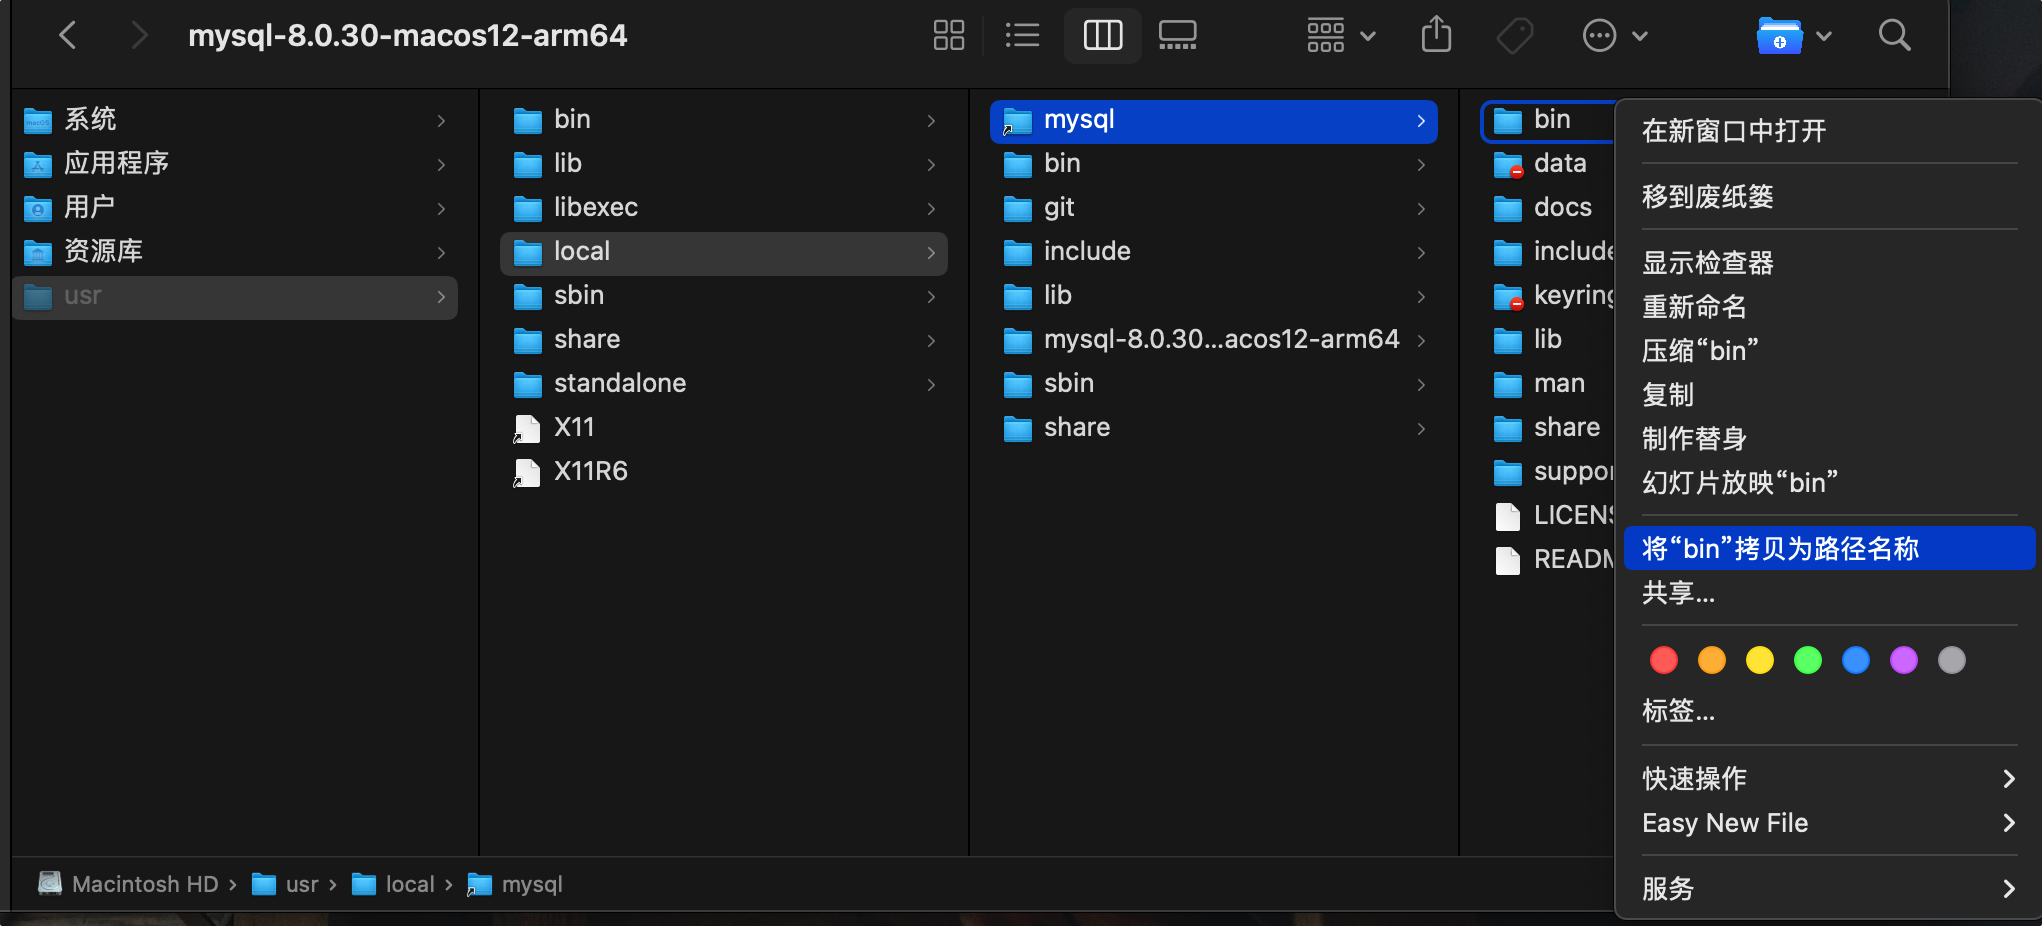 mysql-8.0.30-macos12-arm64
系统
应用程序
用户
资源库
usr
bin
lib
libexec
local
sbin
share
standalone
X11
X11R6
mysql
bin
git
include
lib
mysql-8.0.30...acos12-arm64
sbin
share
bin
data
docs
include
keyring
lib
man
share
suppor
LICENS
READM
在新窗口中打开
移到废纸篓
显示检查器
重新命名
压缩“bin”
复制
制作替身
幻灯片放映“bin”
将“bin”拷贝为路径名称
共享...
标签...
快速操作
Easy New File
服务
Macintosh HD › usr › local › mysql